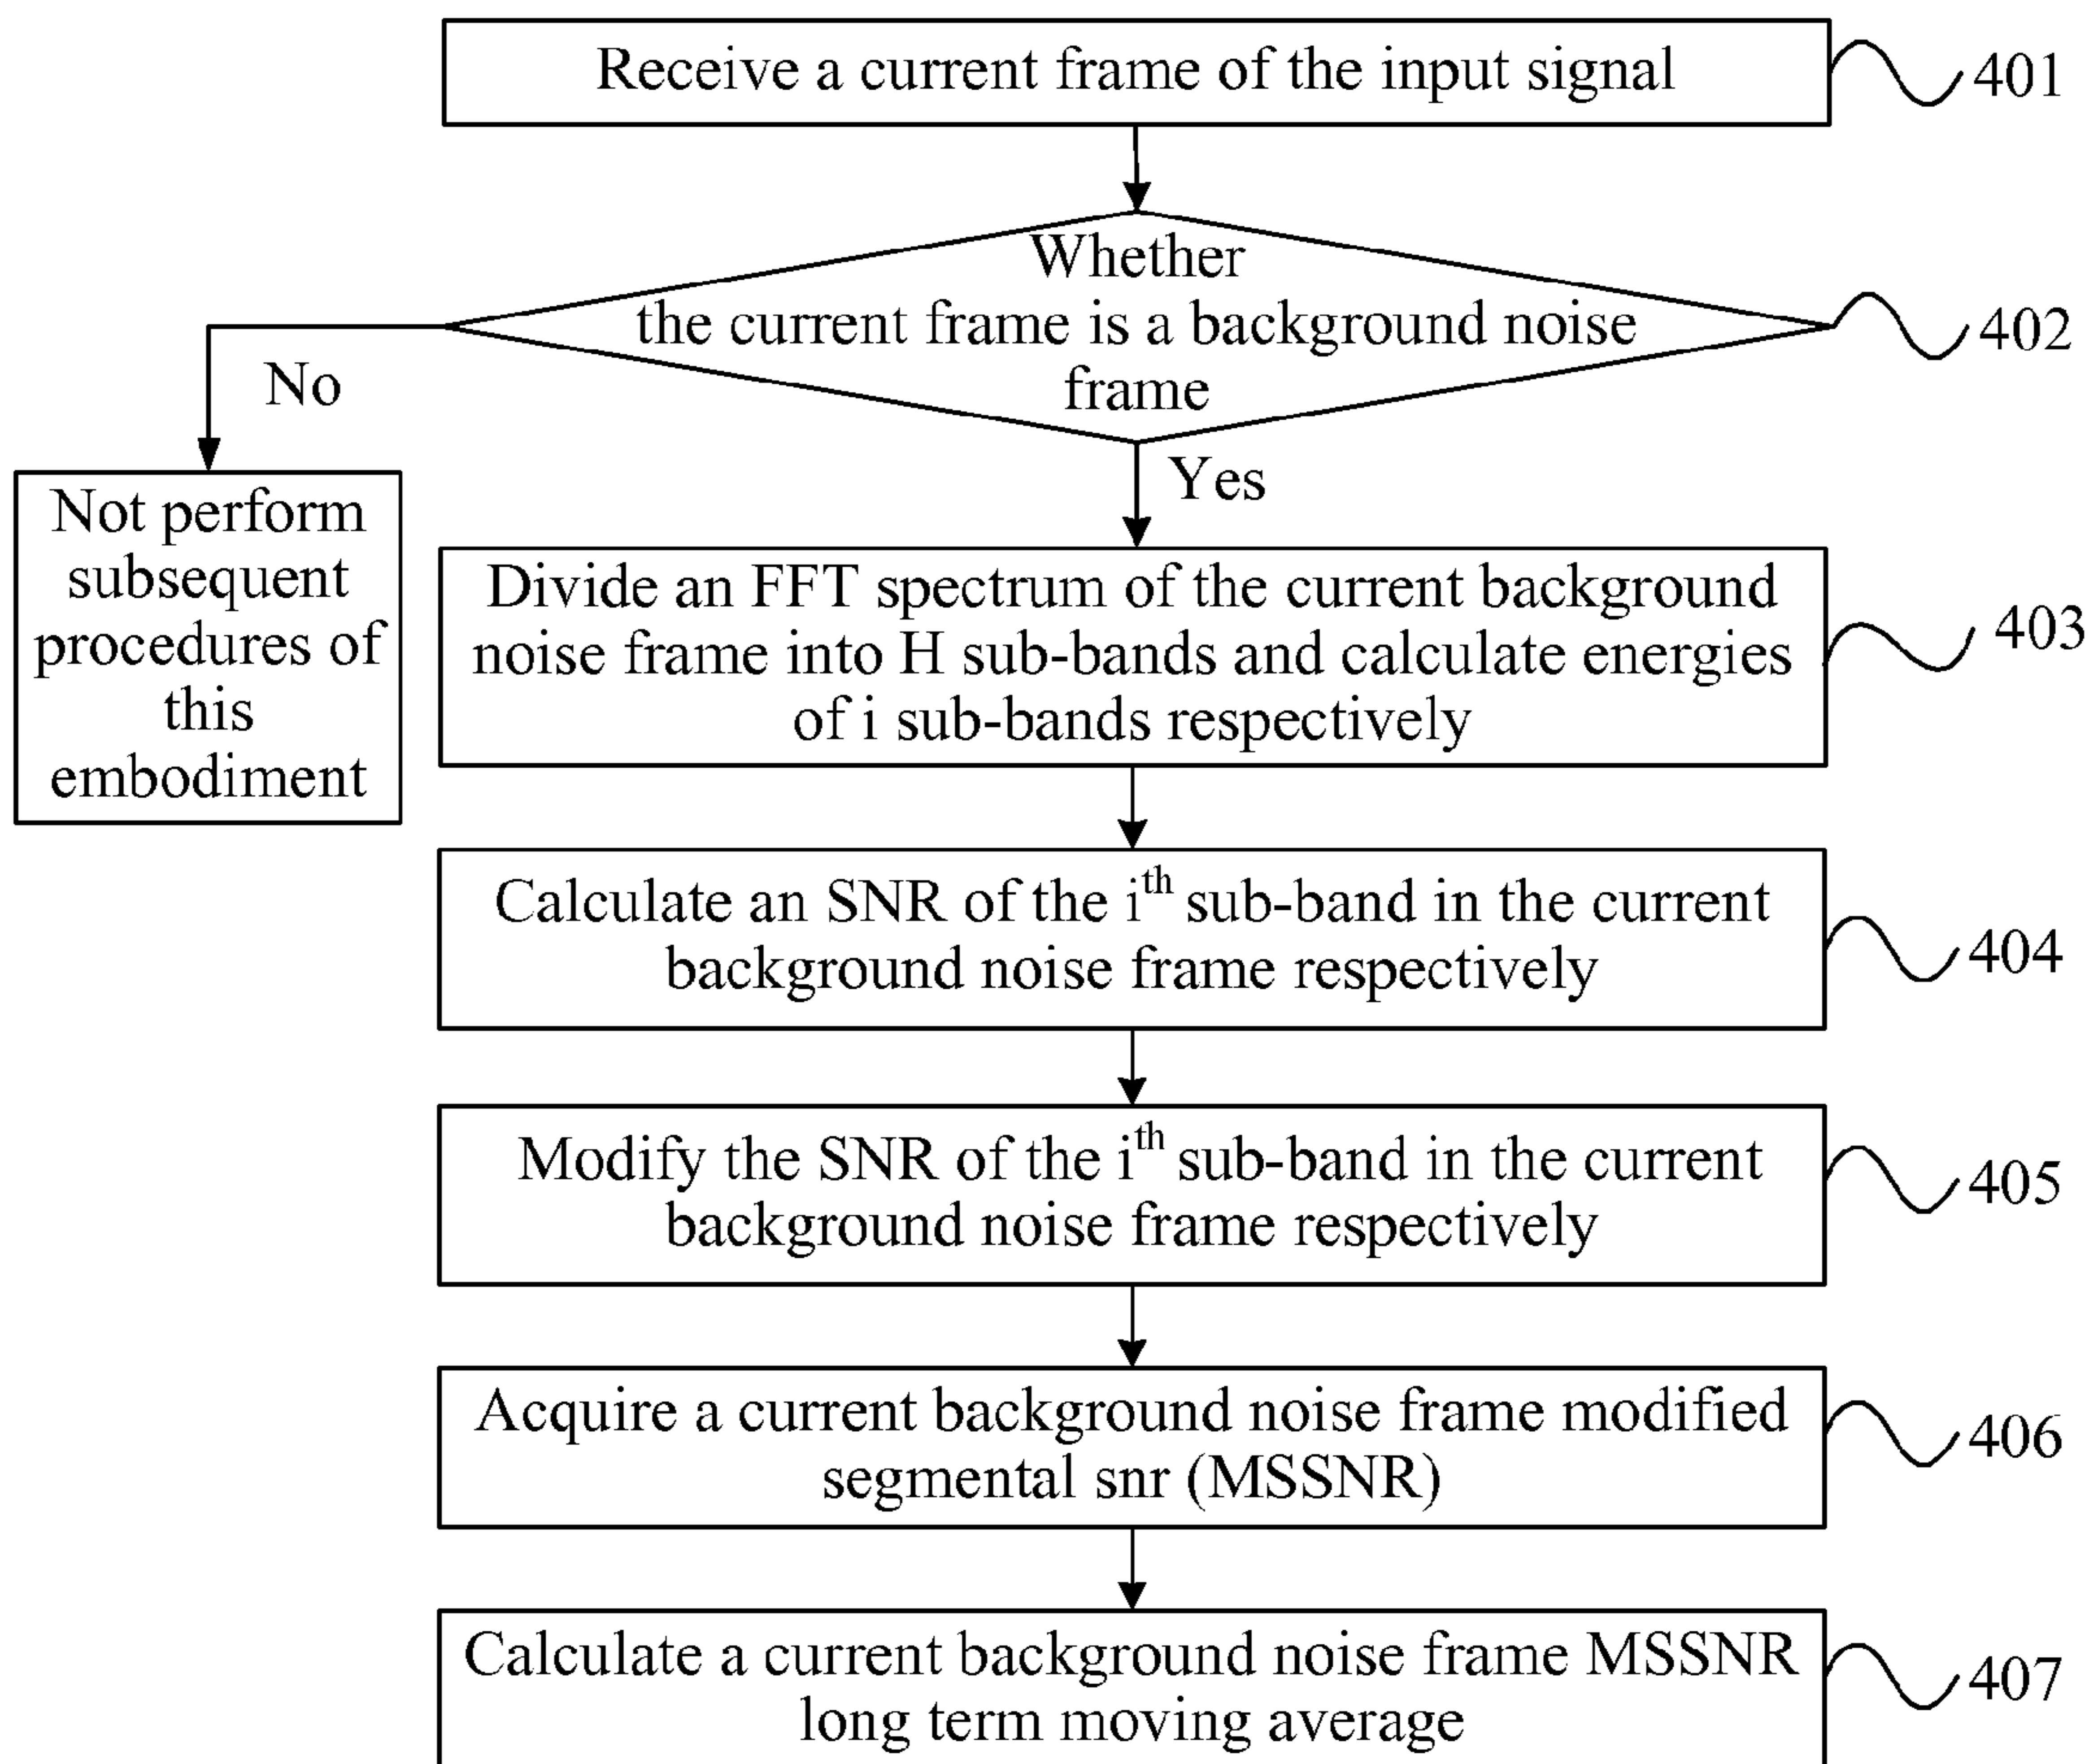 Receive a current frame of the input signal
401
Whether
the current frame is a background noise
frame
402
No
Yes
Not perform
subsequent
procedures of
this
embodiment
Divide an FFT spectrum of the current background
noise frame into H sub-bands and calculate energies
of i sub-bands respectively
403
Calculate an SNR of the ith sub-band in the current
background noise frame respectively
404
Modify the SNR of the ith sub-band in the current
background noise frame respectively
405
Acquire a current background noise frame modified
segmental snr (MSSNR)
406
Calculate a current background noise frame MSSNR
long term moving average
407